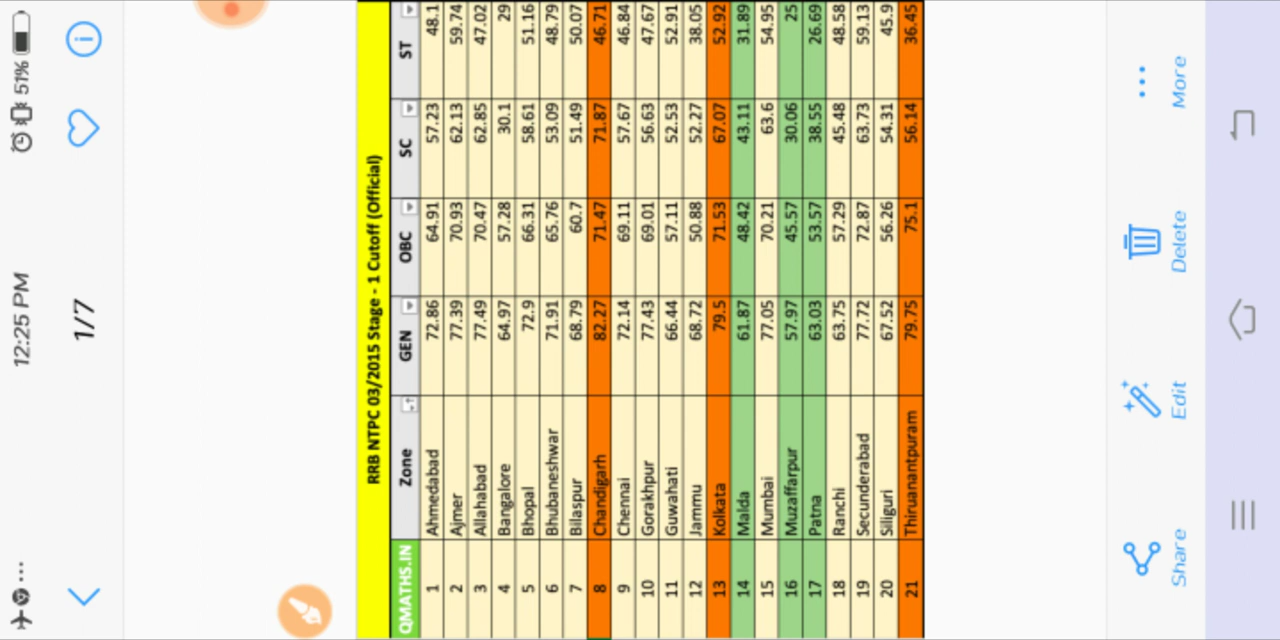 12:25 PM
51%
1/7
RRB NTPC 03/2015 Stage - 1 Cutoff (Official)
QMATHS.IN Zone GEN OBC SC ST
1 Ahmedabad 72.86 64.91 57.23 48.1
2 Ajmer 77.39 70.93 62.13 59.74
3 Allahabad 77.49 70.47 62.85 47.02
4 Bangalore 64.97 57.28 30.1 29
5 Bhopal 72.9 66.31 58.61 51.16
6 Bhubaneshwar 71.91 65.76 53.09 48.79
7 Bilaspur 68.79 60.7 51.49 50.07
8 Chandigarh 82.27 71.47 71.87 46.71
9 Chennai 72.14 69.11 57.67 46.84
10 Gorakhpur 77.43 69.01 56.63 47.67
11 Guwahati 66.44 57.11 52.53 52.91
12 Jammu 68.72 50.88 52.27 38.05
13 Kolkata 79.5 71.53 67.07 52.92
14 Malda 61.87 48.42 43.11 31.89
15 Mumbai 77.05 70.21 63.6 54.95
16 Muzaffarpur 57.97 45.57 30.06 25
17 Patna 63.03 53.57 38.55 26.69
18 Ranchi 63.75 57.29 45.48 48.58
19 Secunderabad 77.72 72.87 63.73 59.13
20 Siliguri 67.52 56.26 54.31 45.9
21 Thiruanantpuram 79.75 75.1 56.14 36.45
Share Edit Delete More